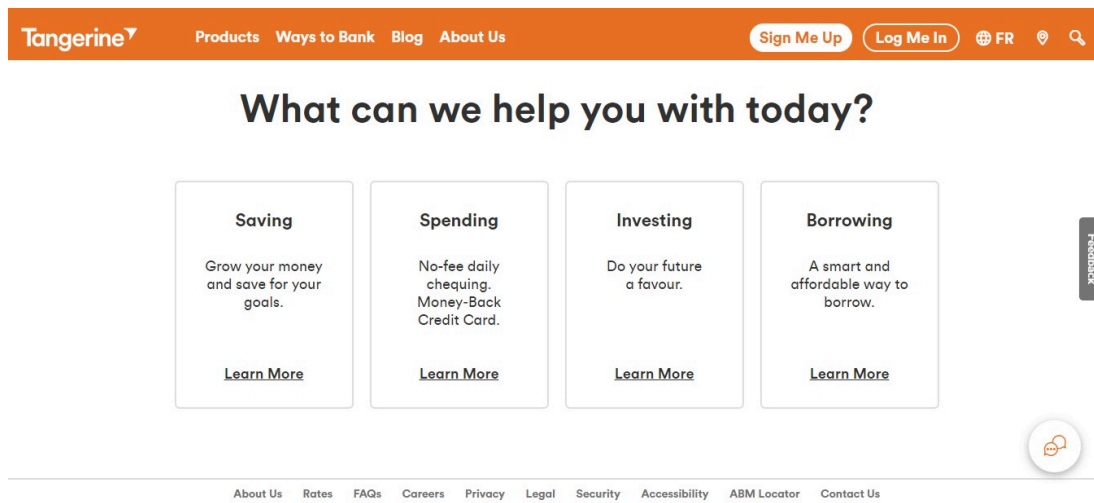 Tangerine Products Ways to Bank Blog About Us Sign Me Up Log Me In FR
What can we help you with today?
Saving
Grow your money
and save for your
goals.
Learn More
Spending
No-fee daily
chequing.
Money-Back
Credit Card.
Learn More
Investing
Do your future
a favour.
Learn More
Borrowing
A smart and
affordable way to
borrow.
Learn More
Feedback
About Us Rates FAQs Careers Privacy Legal Security Accessibility ABM Locator Contact Us